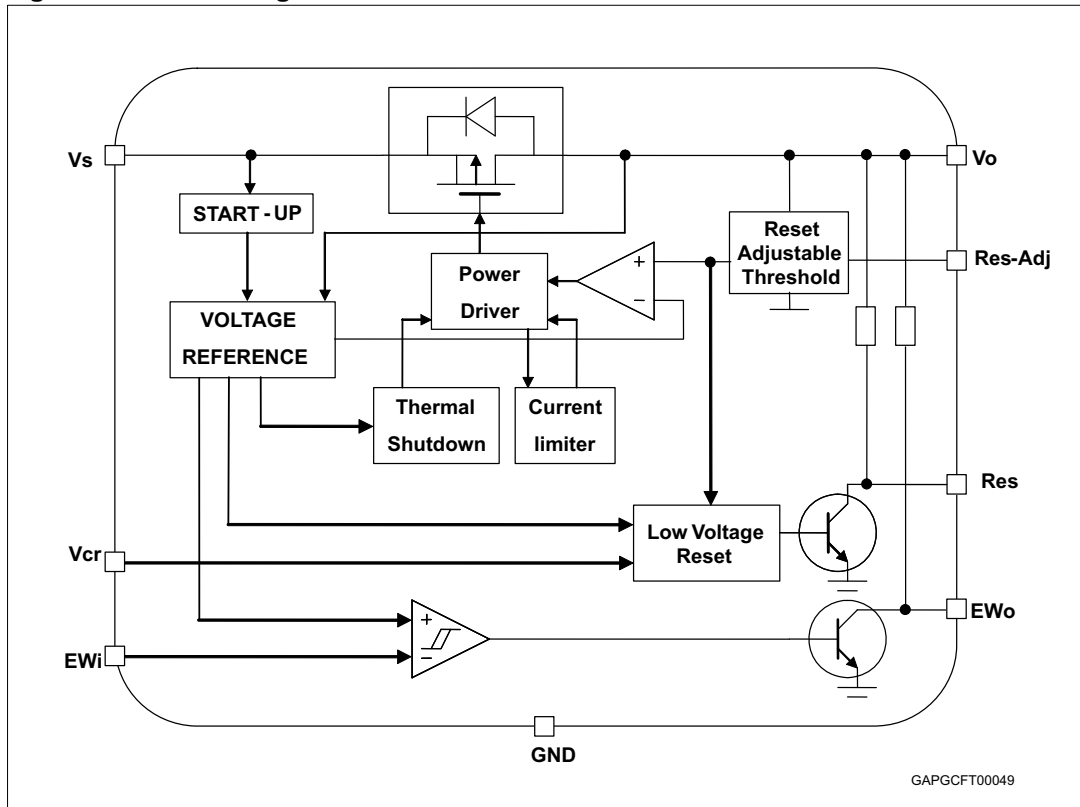 Vs
Vo
START - UP
Reset
Adjustable
Threshold
Res-Adj
Power
Driver
+
−
VOLTAGE
REFERENCE
Thermal
Shutdown
Current
limiter
Res
Low Voltage
Reset
Vcr
EWo
+
−
EWi
GND
GAPGCFT00049